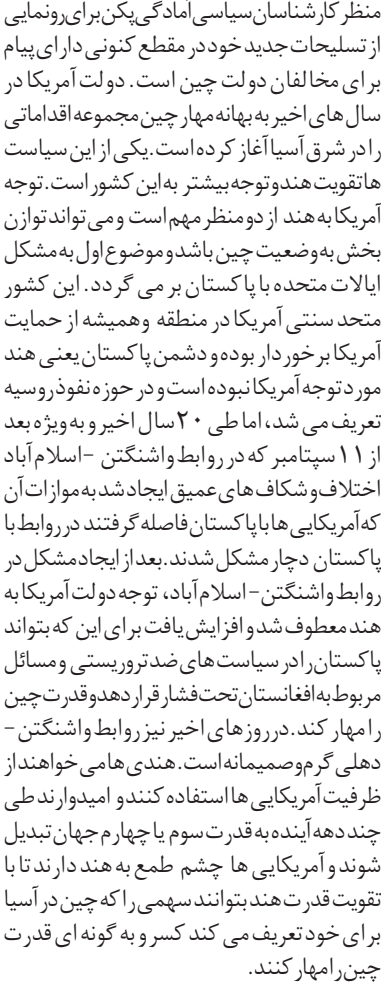 منظر کارشناسان سیاسی آمادگی پکن برای رونمایی
از تسلیحات جدید خود در مقطع کنونی دارای پیام
برای مخالفان دولت چین است. دولت آمریکا در
سال های اخیر به بهانه مهار چین مجموعه اقداماتی
را در شرق آسیا آغاز کرده است. یکی از این سیاست
ها تقویت هند و توجه بیشتر به این کشور است. توجه
آمریکا به هند از دو منظر مهم است و می تواند توازن
بخش به وضعیت چین باشد و موضوع اول به مشکل
ایالات متحده با پاکستان بر می گردد. این کشور
متحد سنتی آمریکا در منطقه وهمیشه از حمایت
آمریکا برخوردار بوده و دشمن پاکستان یعنی هند
مورد توجه آمریکا نبوده است و در حوزه نفوذ روسیه
تعریف می شد، اما طی ۲۰ سال اخیر و به ویژه بعد
از ۱۱ سپتامبر که در روابط واشنگتن -اسلام آباد
اختلاف و شکاف های عمیق ایجاد شد به موازات آن
که آمریکایی ها با پاکستان فاصله گرفتند در روابط با
پاکستان دچار مشکل شدند. بعد از ایجاد مشکل در
روابط واشنگتن- اسلام آباد، توجه دولت آمریکا به
هند معطوف شد و افزایش یافت برای این که بتواند
پاکستان را در سیاست های ضد تروریستی و مسائل
مربوط به افغانستان تحت فشار قرار دهد و قدرت چین
را مهار کند. در روزهای اخیر نیز روابط واشنگتن -
دهلی گرم و صمیمانه است. هندی ها می خواهند از
ظرفیت آمریکایی ها استفاده کنند و امیدوارند طی
چند دهه آینده به قدرت سوم یا چهارم جهان تبدیل
شوند و آمریکایی ها چشم طمع به هند دارند تا با
تقویت قدرت هند بتوانند سهمی را که چین در آسیا
برای خود تعریف می کند کسر و به گونه ای قدرت
چین را مهار کنند.